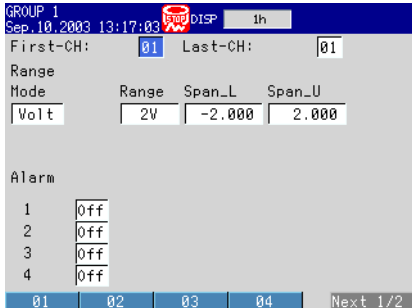 GROUP 1
Sep.10.2003 13:17:03 STOP DISP 1h
First-CH: 01 Last-CH: 01
Range
Mode Range Span_L Span_U
Volt 2V -2.000 2.000
Alarm
1 Off
2 Off
3 Off
4 Off
01 02 03 04 Next 1/2